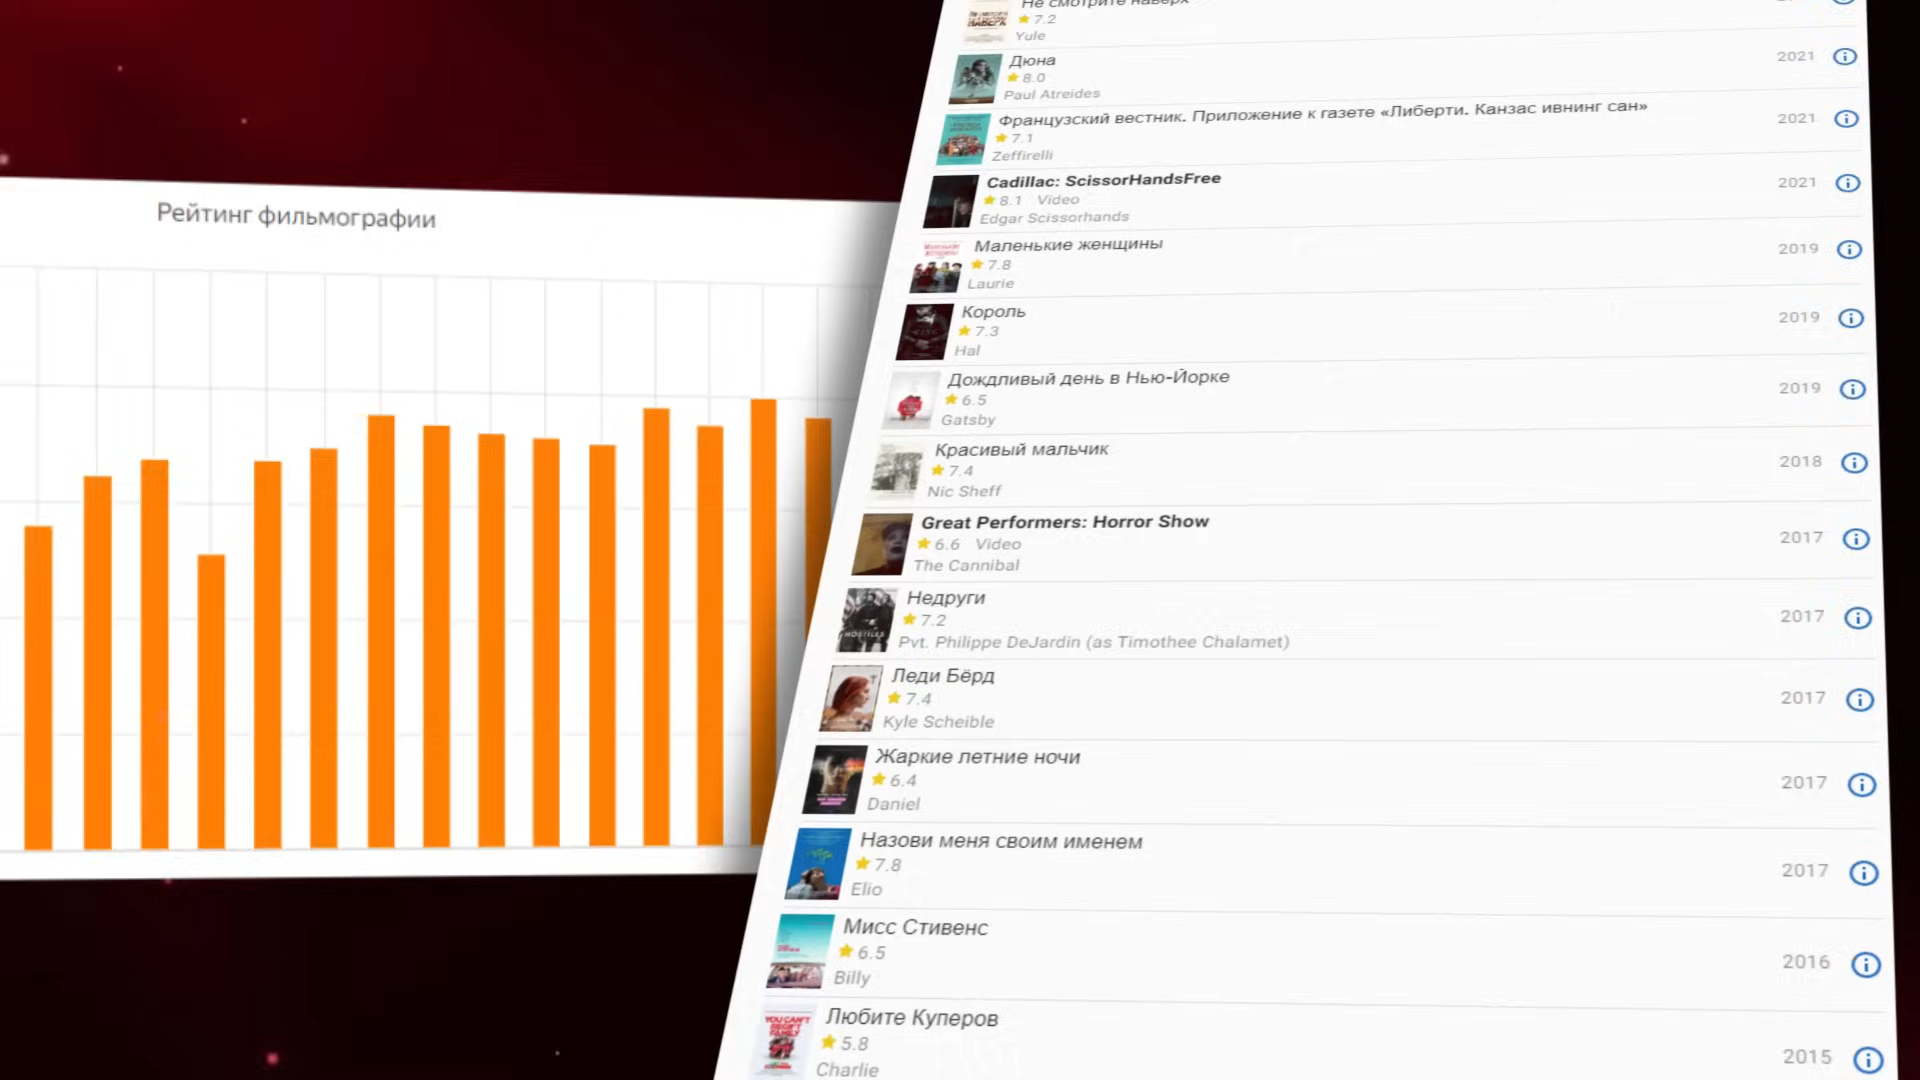 Рейтинг фильмографии
Не смотрите наверх
7.2
Yule
Дюна
8.0
Paul Atreides
2021
Французский вестник. Приложение к газете «Либерти. Канзас ивнинг сан»
7.1
Zeffirelli
2021
Cadillac: ScissorHandsFree
8.1 Video
Edgar Scissorhands
2021
Маленькие женщины
7.8
Laurie
2019
Король
7.3
Hal
2019
Дождливый день в Нью-Йорке
6.5
Gatsby
2019
Красивый мальчик
7.4
Nic Sheff
2018
Great Performers: Horror Show
6.6 Video
The Cannibal
2017
HOSTILES
Недруги
7.2
Pvt. Philippe DeJardin (as Timothee Chalamet)
2017
Леди Бёрд
7.4
Kyle Scheible
2017
Жаркие летние ночи
6.4
Daniel
2017
Назови меня своим именем
7.8
Elio
2017
Мисс Стивенс
6.5
Billy
2016
Любите Куперов
5.8
Charlie
2015